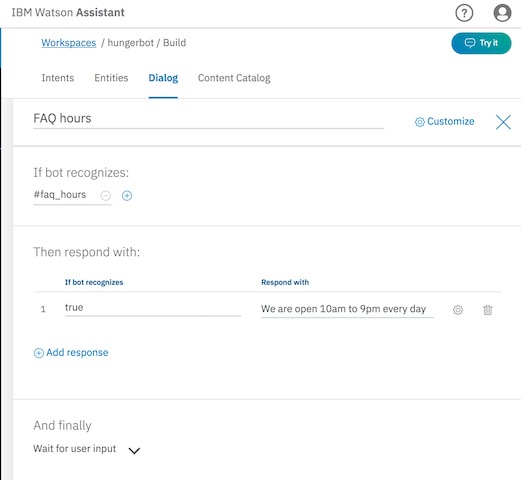 IBM Watson Assistant
?
Workspaces / hungerbot / Build
Try it
Intents Entities Dialog Content Catalog
FAQ hours
Customize
If bot recognizes:
#faq_hours
Then respond with:
If bot recognizes Respond with
1 true We are open 10am to 9pm every day
Add response
And finally
Wait for user input